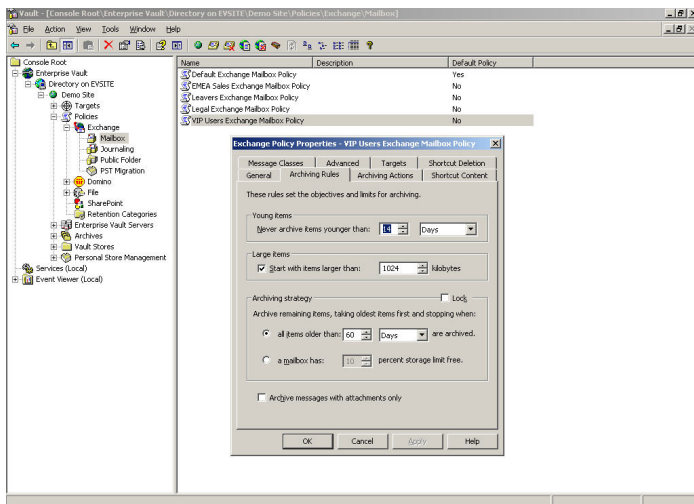 Vault - [Console Root\Enterprise Vault\Directory on EVSITE\Demo Site\Policies\Exchange\Mailbox]
File Action View Tools Window Help
Console Root
Enterprise Vault
Directory on EVSITE
Demo Site
Targets
Policies
Exchange
Mailbox
Journaling
Public Folder
PST Migration
Domino
File
SharePoint
Retention Categories
Enterprise Vault Servers
Archives
Vault Stores
Personal Store Management
Services (Local)
Event Viewer (Local)
Name Description Default Policy
Default Exchange Mailbox Policy Yes
EMEA Sales Exchange Mailbox Policy No
Leavers Exchange Mailbox Policy No
Legal Exchange Mailbox Policy No
VIP Users Exchange Mailbox Policy No
Exchange Policy Properties - VIP Users Exchange Mailbox Policy
Message Classes Advanced Targets Shortcut Deletion
General Archiving Rules Archiving Actions Shortcut Content
These rules set the objectives and limits for archiving.
Young items
Never archive items younger than: 14 Days
Large items
Start with items larger than: 1024 kilobytes
Archiving strategy Lock
Archive remaining items, taking oldest items first and stopping when:
all items older than: 60 Days are archived.
a mailbox has: 10 percent storage limit free.
Archive messages with attachments only
OK Cancel Apply Help